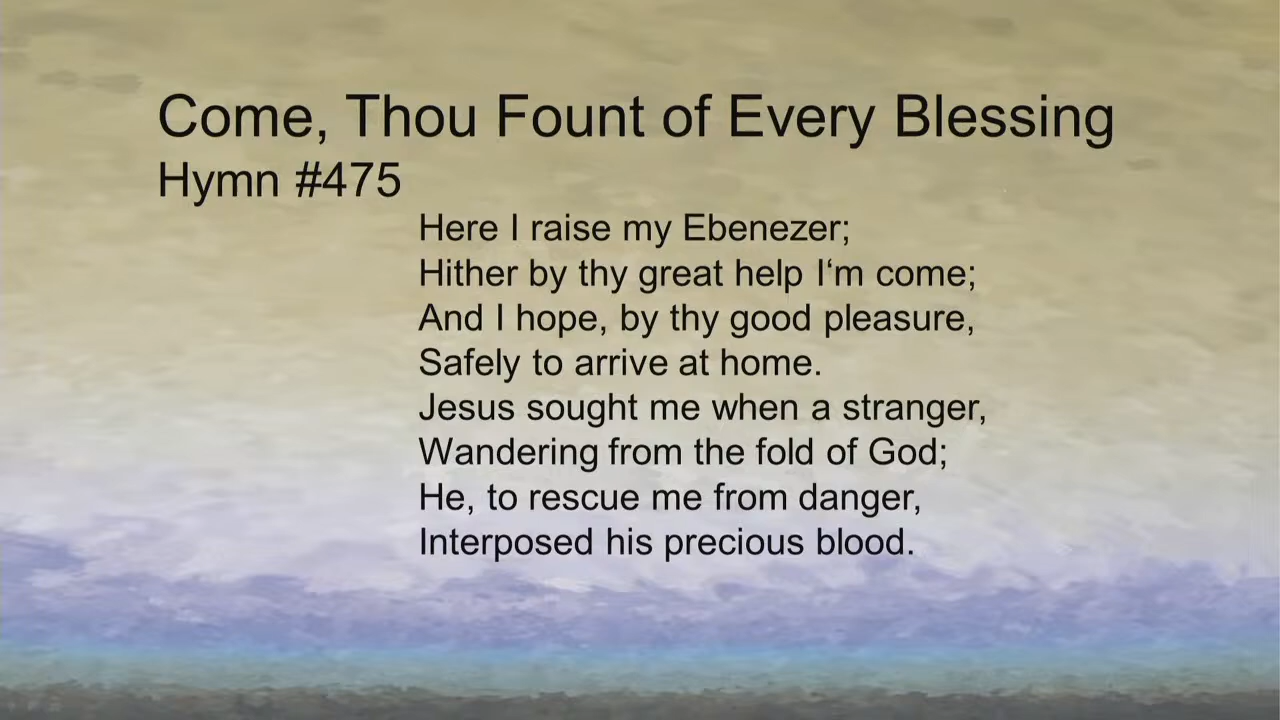 Come, Thou Fount of Every Blessing
Hymn #475
Here I raise my Ebenezer;
Hither by thy great help I‘m come;
And I hope, by thy good pleasure,
Safely to arrive at home.
Jesus sought me when a stranger,
Wandering from the fold of God;
He, to rescue me from danger,
Interposed his precious blood.